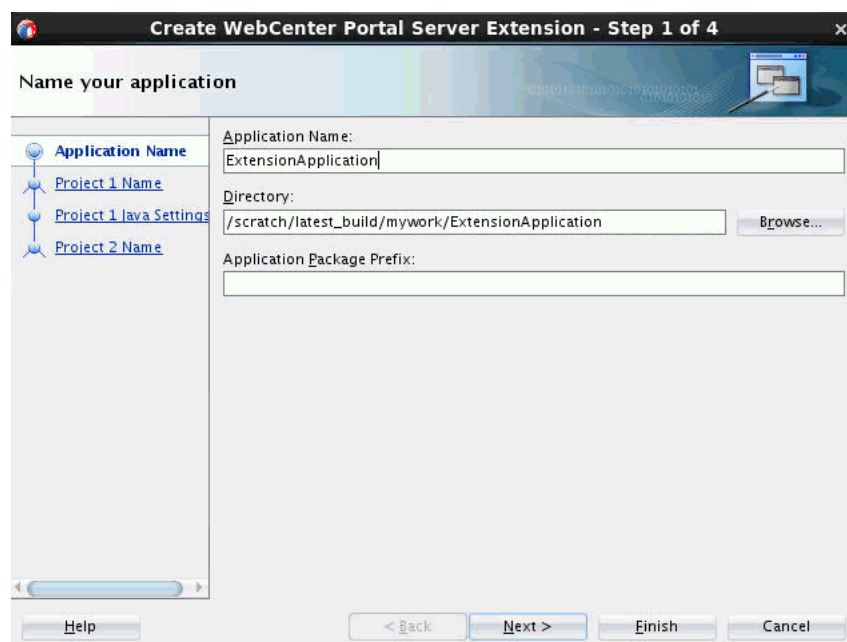 Create WebCenter Portal Server Extension - Step 1 of 4
Name your application
Application Name
Project 1 Name
Project 1 Java Settings
Project 2 Name
Application Name:
ExtensionApplication
Directory:
/scratch/latest_build/mywork/ExtensionApplication
Browse...
Application Package Prefix:
Help
< Back
Next >
Finish
Cancel